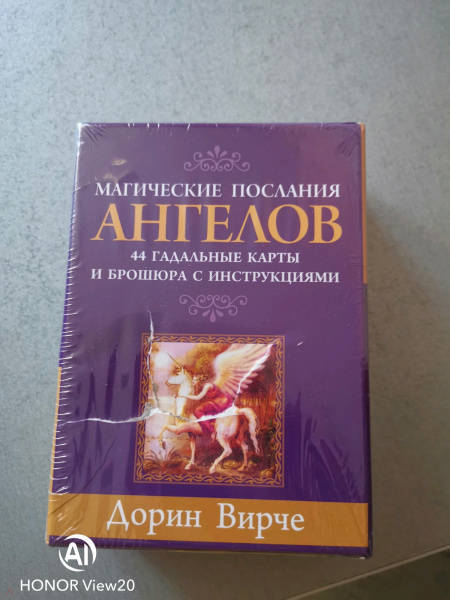 МАГИЧЕСКИЕ ПОСЛАНИЯ
АНГЕЛОВ
44 ГАДАЛЬНЫЕ КАРТЫ
И БРОШЮРА С ИНСТРУКЦИЯМИ
Дорин Вирче
AI
HONOR View20